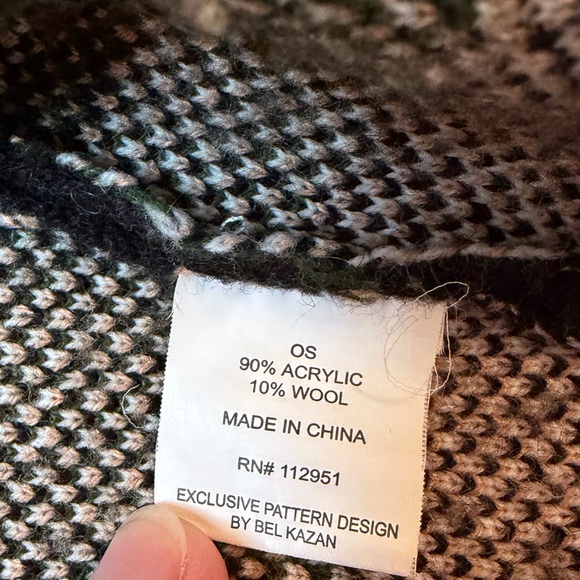 OS
90% ACRYLIC
10% WOOL
MADE IN CHINA
RN# 112951
EXCLUSIVE PATTERN DESIGN
BY BEL KAZAN